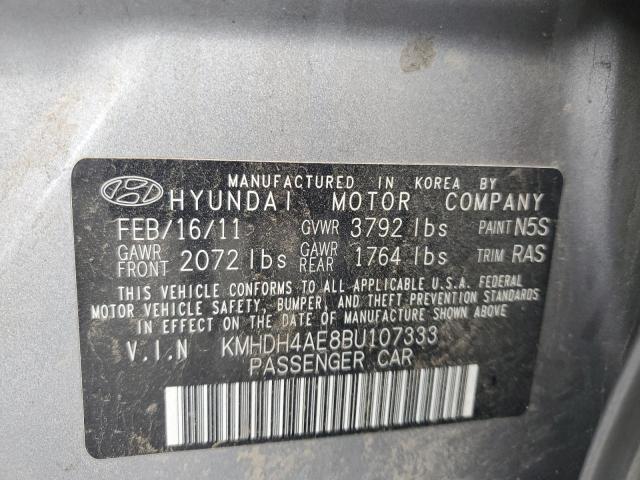 MANUFACTURED IN KOREA BY
HYUNDAI MOTOR COMPANY
FEB/16/11 GVWR 3792 lbs PAINT N5S
GAWR FRONT 2072 lbs GAWR REAR 1764 lbs TRIM RAS
THIS VEHICLE CONFORMS TO ALL APPLICABLE U.S.A. FEDERAL
MOTOR VEHICLE SAFETY, BUMPER, AND THEFT PREVENTION STANDARDS
IN EFFECT ON THE DATE OF MANUFACTURE SHOWN ABOVE.
V.I.N KMHDH4AE8BU107333
PASSENGER CAR